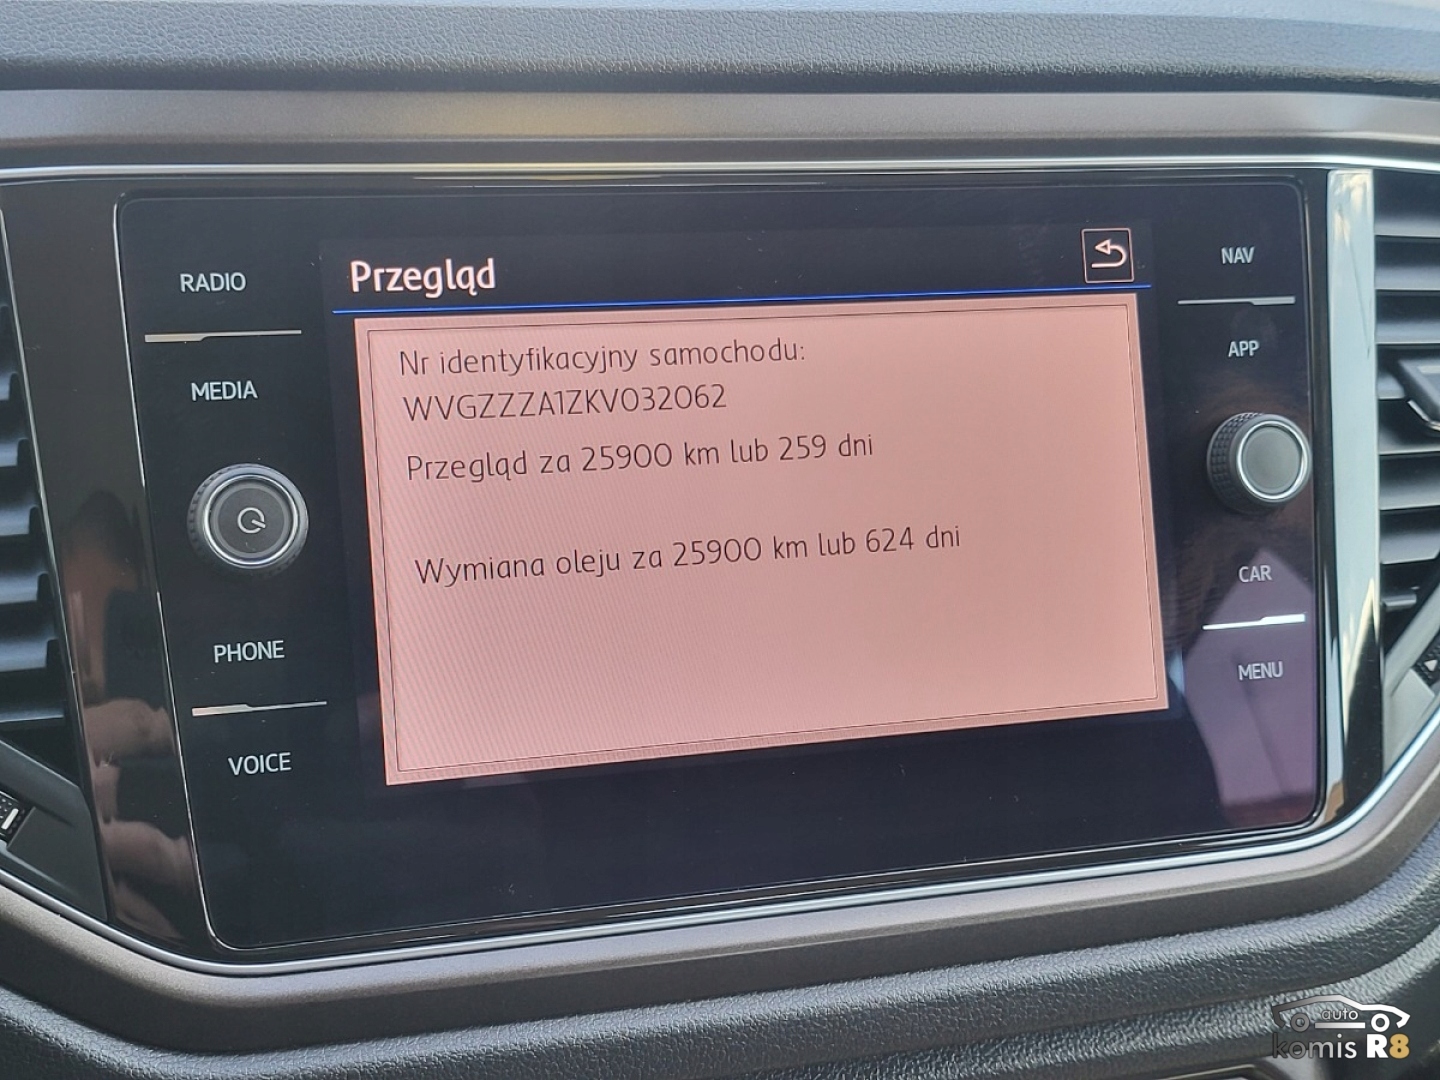 RADIO
MEDIA
PHONE
VOICE
Przegląd
Nr identyfikacyjny samochodu:
WVGZZZA1ZKV032062
Przegląd za 25900 km lub 259 dni
Wymiana oleju za 25900 km lub 624 dni
NAV
APP
CAR
MENU
auto
komis R8